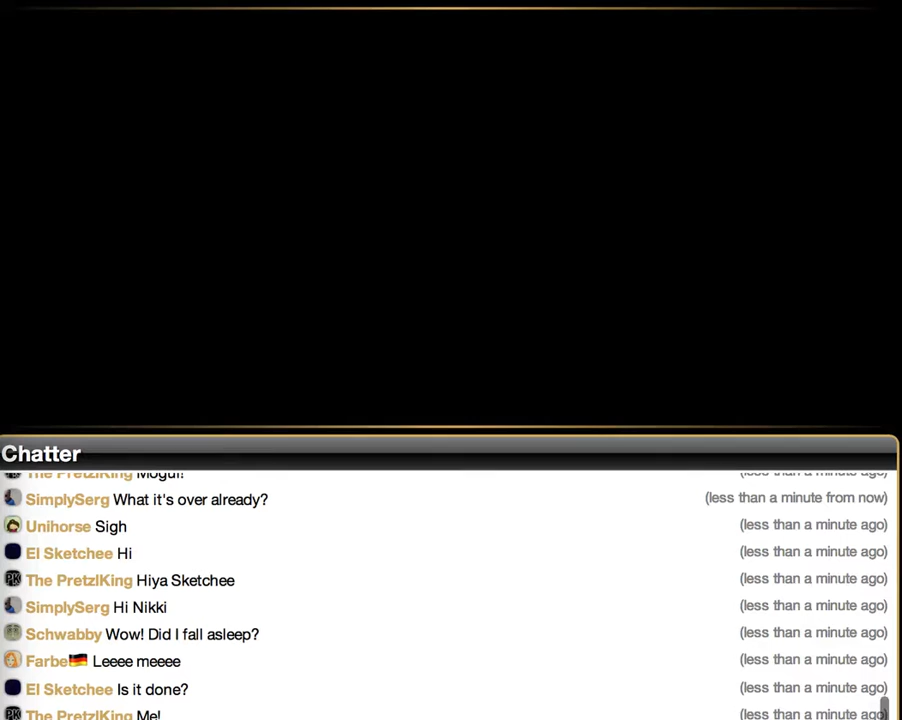 Chatter
The PretzlKing Mogul! (less than a minute ago)
SimplySerg What it's over already? (less than a minute from now)
Unihorse Sigh (less than a minute ago)
El Sketchee Hi (less than a minute ago)
PK The PretzlKing Hiya Sketchee (less than a minute ago)
SimplySerg Hi Nikki (less than a minute ago)
Schwabby Wow! Did I fall asleep? (less than a minute ago)
Farbe🇩🇪 Leeee meeee (less than a minute ago)
El Sketchee Is it done? (less than a minute ago)
PK The PretzlKing Me! (less than a minute ago)